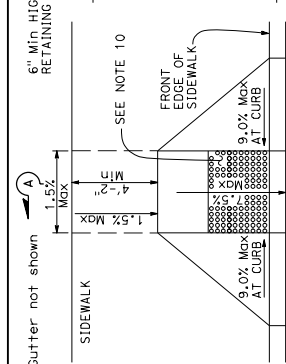 Gutter not shown
6" Min HIG
RETAINING
A
1.5%
Max
SIDEWALK
1.5% Max
4'-2"
Min
SEE NOTE 10
FRONT
EDGE OF
SIDEWALK
7.5%
Max
9.0% Max
AT CURB
9.0% Max
AT CURB